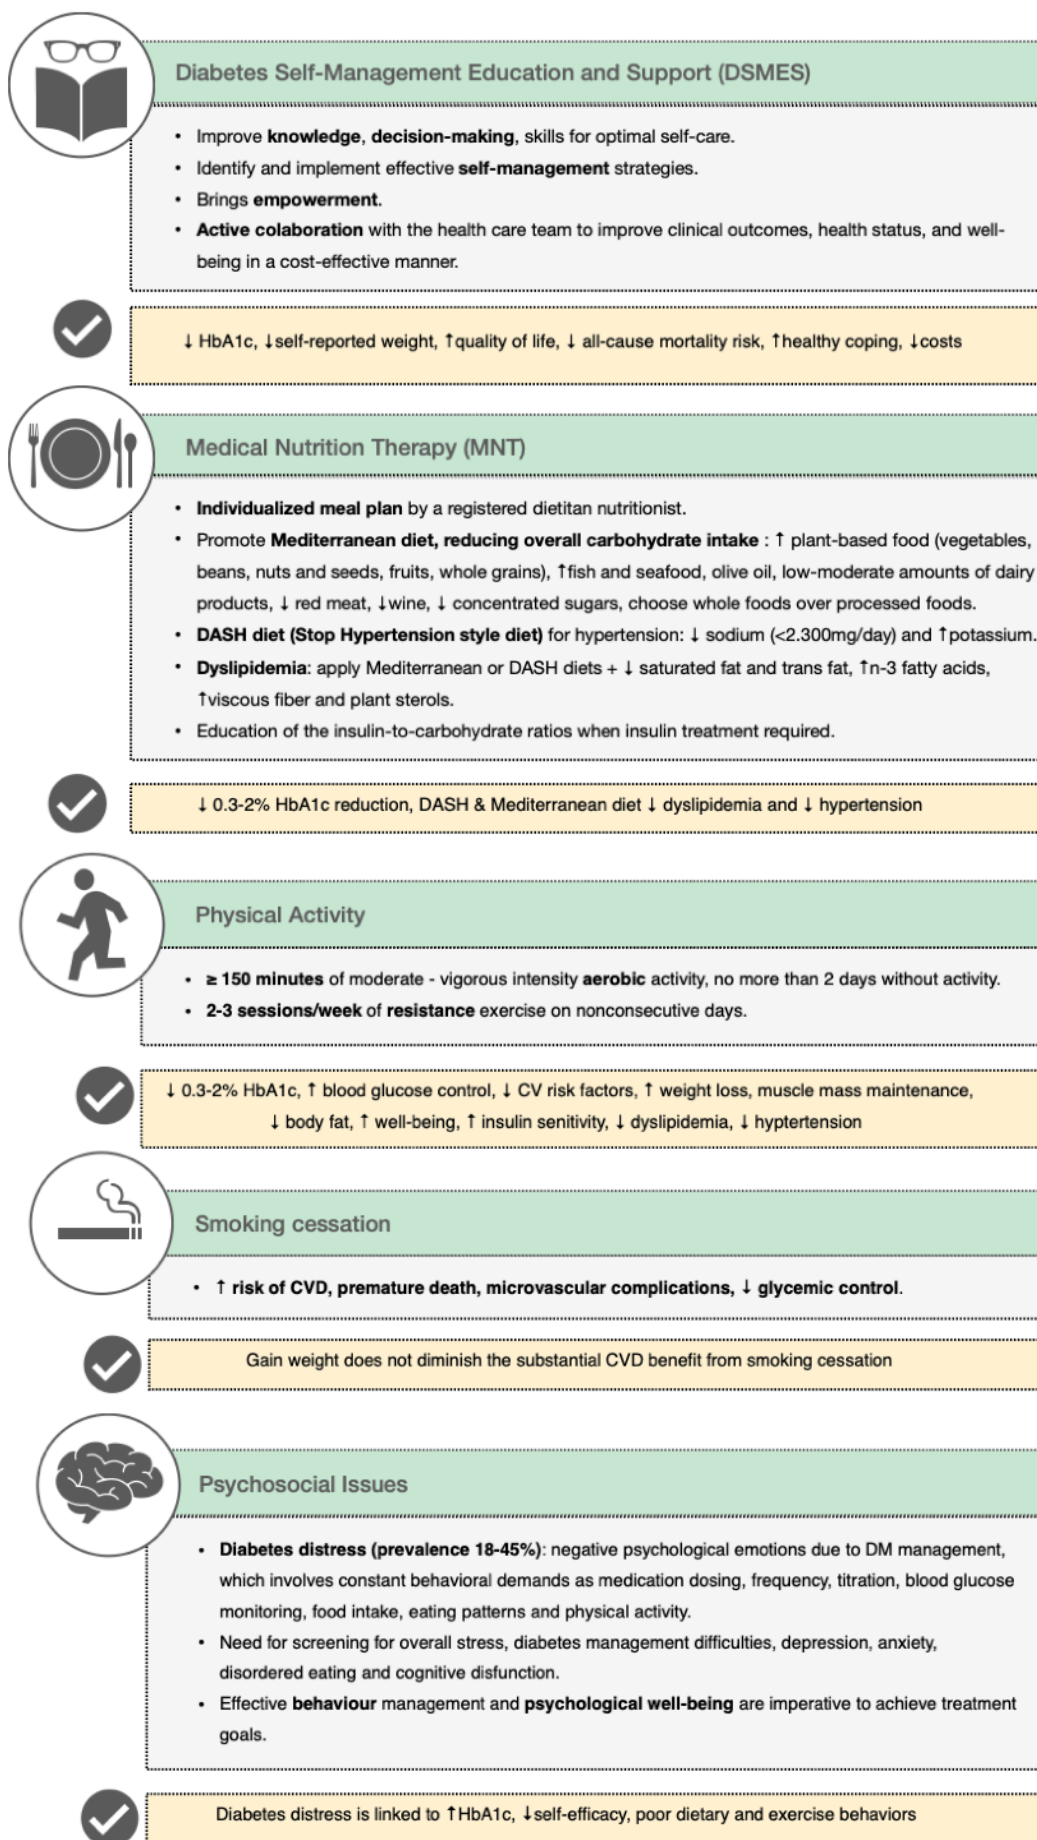 Diabetes Self-Management Education and Support (DSMES)
• Improve knowledge, decision-making, skills for optimal self-care.
• Identify and implement effective self-management strategies.
• Brings empowerment.
• Active colaboration with the health care team to improve clinical outcomes, health status, and well-
being in a cost-effective manner.
↓ HbA1c, ↓self-reported weight, ↑quality of life, ↓ all-cause mortality risk, ↑healthy coping, ↓costs
Medical Nutrition Therapy (MNT)
• Individualized meal plan by a registered dietitan nutritionist.
• Promote Mediterranean diet, reducing overall carbohydrate intake : ↑ plant-based food (vegetables,
beans, nuts and seeds, fruits, whole grains), ↑fish and seafood, olive oil, low-moderate amounts of dairy
products, ↓ red meat, ↓wine, ↓ concentrated sugars, choose whole foods over processed foods.
• DASH diet (Stop Hypertension style diet) for hypertension: ↓ sodium (<2.300mg/day) and ↑potassium.
• Dyslipidemia: apply Mediterranean or DASH diets + ↓ saturated fat and trans fat, ↑n-3 fatty acids,
↑viscous fiber and plant sterols.
• Education of the insulin-to-carbohydrate ratios when insulin treatment required.
↓ 0.3-2% HbA1c reduction, DASH & Mediterranean diet ↓ dyslipidemia and ↓ hypertension
Physical Activity
• ≥ 150 minutes of moderate - vigorous intensity aerobic activity, no more than 2 days without activity.
• 2-3 sessions/week of resistance exercise on nonconsecutive days.
↓ 0.3-2% HbA1c, ↑ blood glucose control, ↓ CV risk factors, ↑ weight loss, muscle mass maintenance,
↓ body fat, ↑ well-being, ↑ insulin senitivity, ↓ dyslipidemia, ↓ hyptertension
Smoking cessation
• ↑ risk of CVD, premature death, microvascular complications, ↓ glycemic control.
Gain weight does not diminish the substantial CVD benefit from smoking cessation
Psychosocial Issues
• Diabetes distress (prevalence 18-45%): negative psychological emotions due to DM management,
which involves constant behavioral demands as medication dosing, frequency, titration, blood glucose
monitoring, food intake, eating patterns and physical activity.
• Need for screening for overall stress, diabetes management difficulties, depression, anxiety,
disordered eating and cognitive disfunction.
• Effective behaviour management and psychological well-being are imperative to achieve treatment
goals.
Diabetes distress is linked to ↑HbA1c, ↓self-efficacy, poor dietary and exercise behaviors